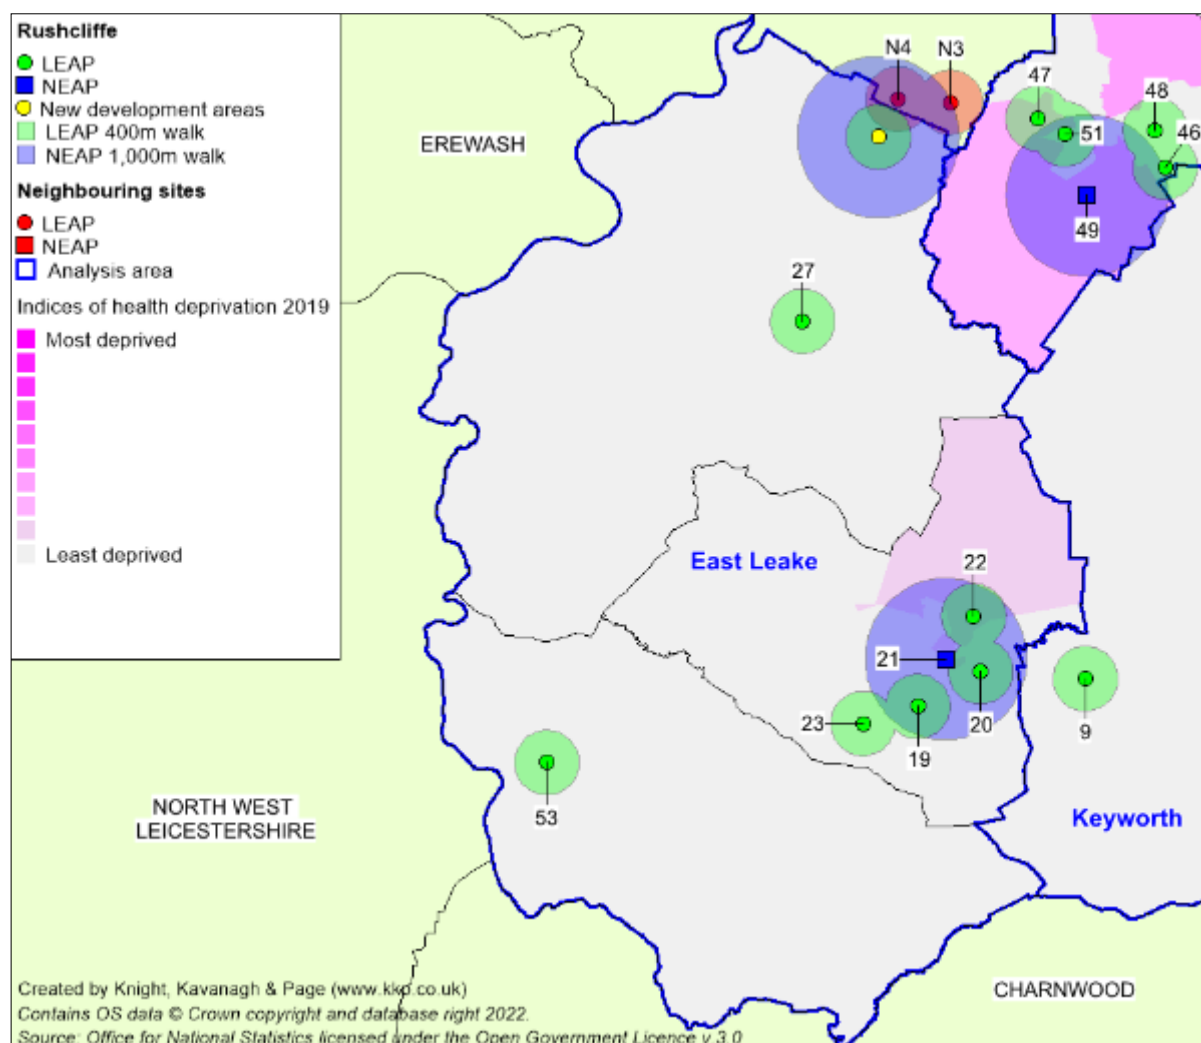 Rushcliffe
LEAP
NEAP
New development areas
LEAP 400m walk
NEAP 1,000m walk
Neighbouring sites
LEAP
NEAP
Analysis area
Indices of health deprivation 2019
Most deprived
Least deprived
EREWASH
N4
N3
47
48
51
46
49
27
East Leake
22
21
20
23
19
9
53
NORTH WEST
LEICESTERSHIRE
Keyworth
CHARNWOOD
Created by Knight, Kavanagh & Page (www.kkp.co.uk)
Contains OS data © Crown copyright and database right 2022.
Source: Office for National Statistics licensed under the Open Government Licence v.3.0